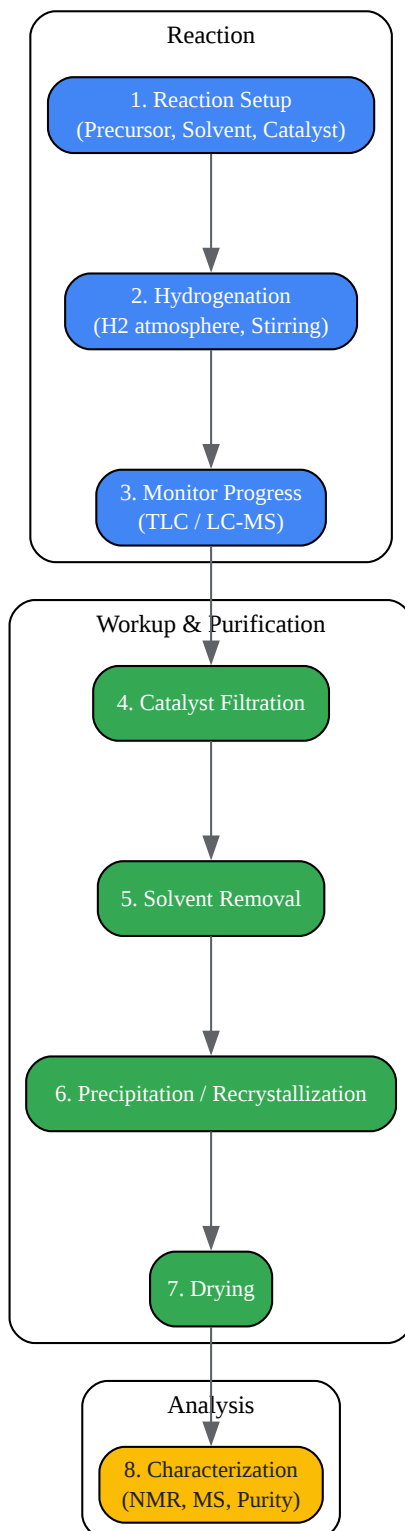 Reaction
1. Reaction Setup
(Precursor, Solvent, Catalyst)
2. Hydrogenation
(H2 atmosphere, Stirring)
3. Monitor Progress
(TLC / LC-MS)
Workup & Purification
4. Catalyst Filtration
5. Solvent Removal
6. Precipitation / Recrystallization
7. Drying
Analysis
8. Characterization
(NMR, MS, Purity)